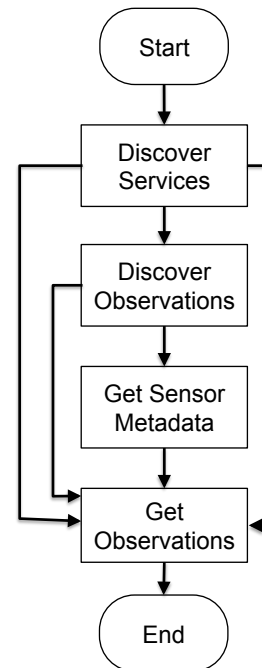 Start
Discover
Services
Discover
Observations
Get Sensor
Metadata
Get
Observations
End